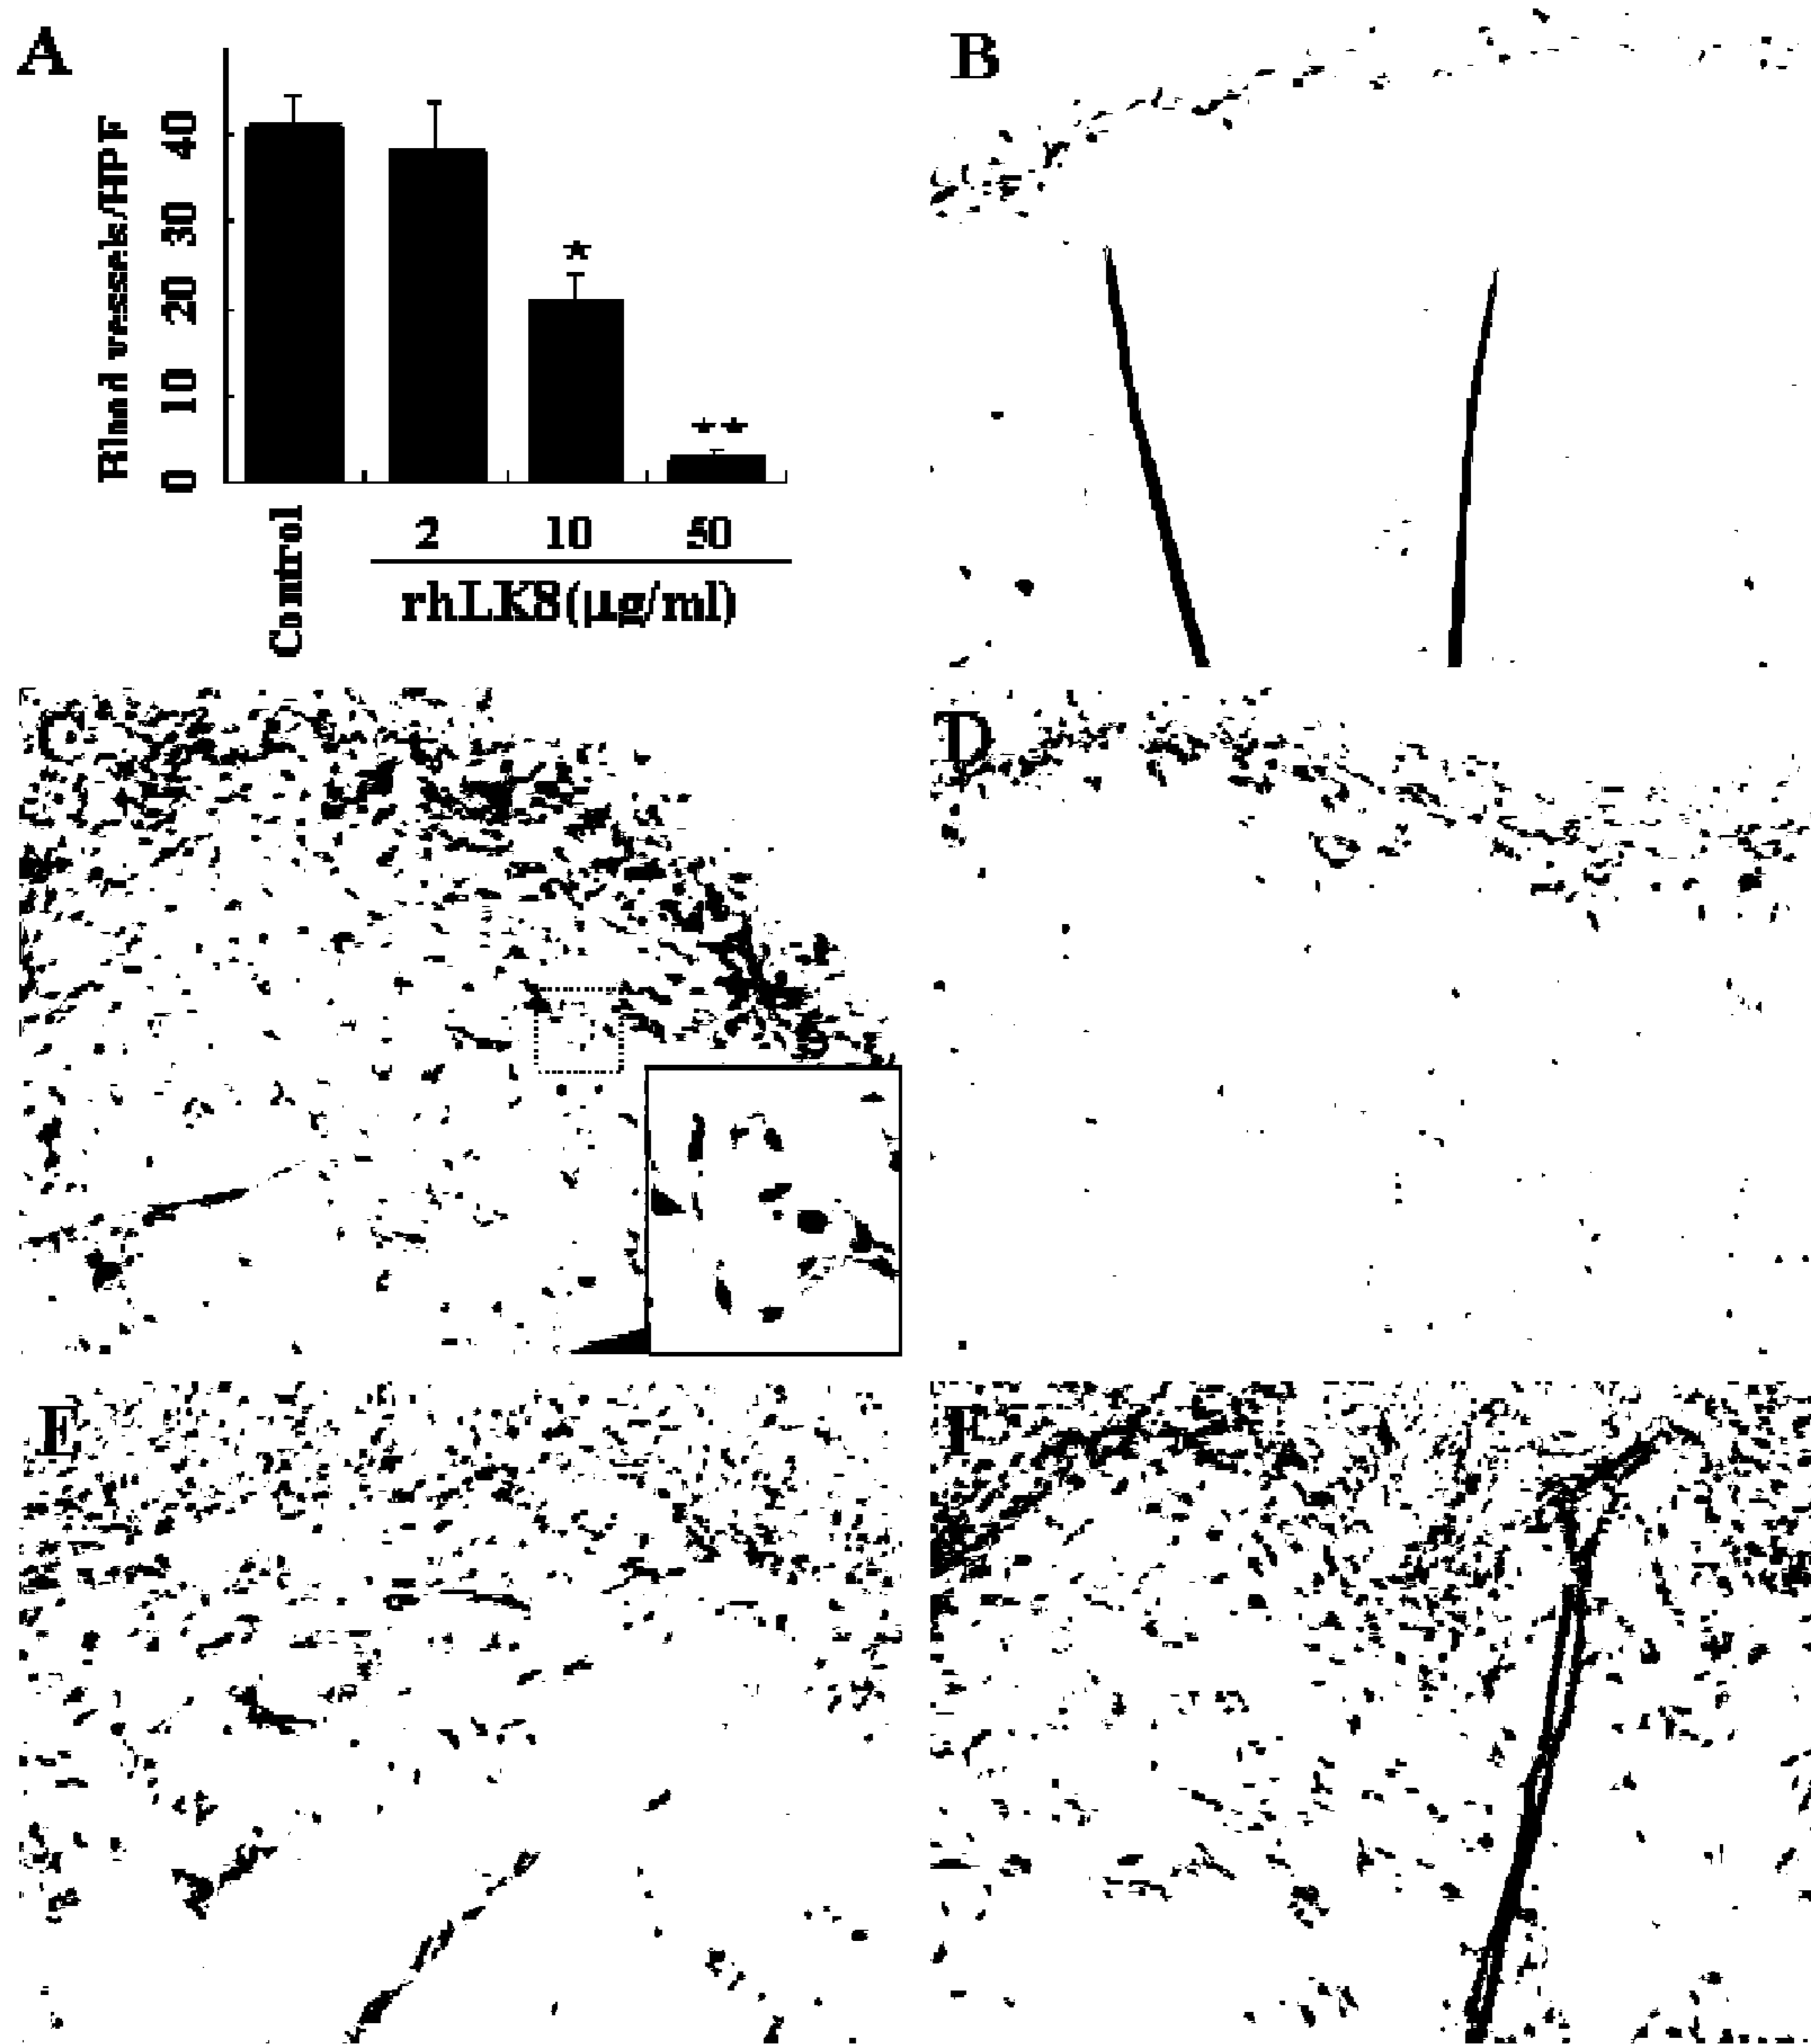 A
B
Blood vessels/HPF
40
30
20
10
0
*
**
Control
2 10 50
rhLK8(μg/ml)
C
D
E
F